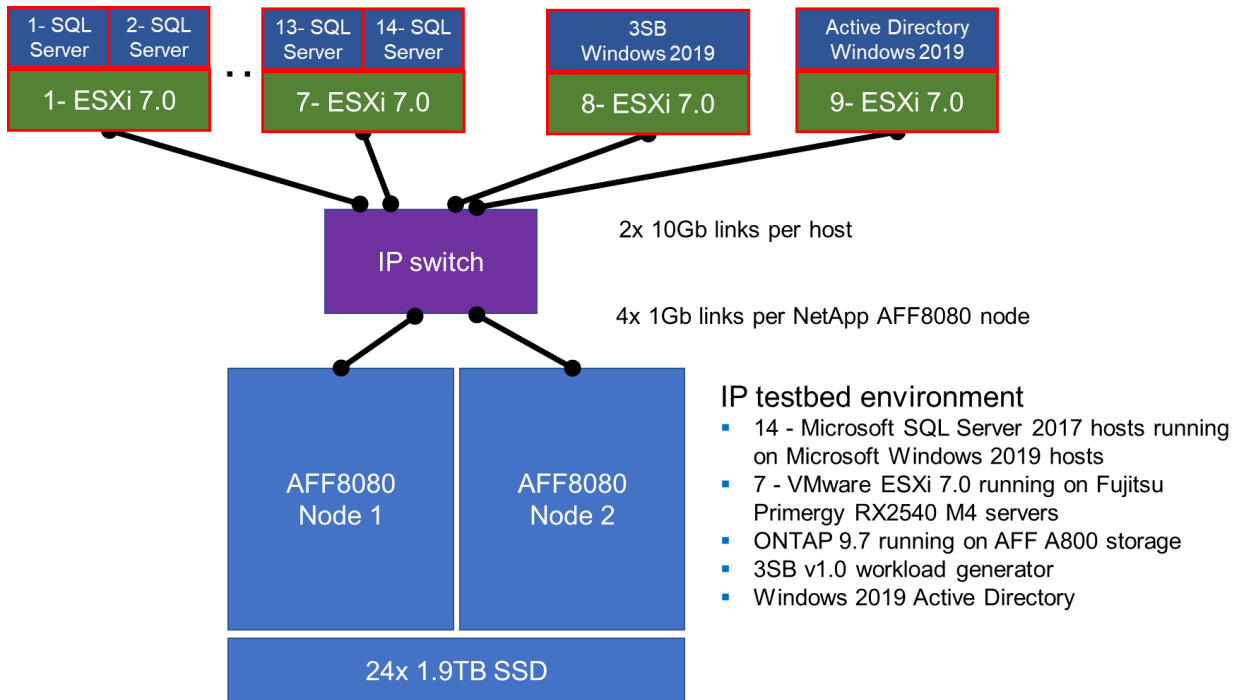 1- SQL
Server
2- SQL
Server
13- SQL
Server
14- SQL
Server
3SB
Windows 2019
Active Directory
Windows 2019
. .
1- ESXi 7.0
7- ESXi 7.0
8- ESXi 7.0
9- ESXi 7.0
IP switch
2x 10Gb links per host
4x 1Gb links per NetApp AFF8080 node
AFF8080
Node 1
AFF8080
Node 2
24x 1.9TB SSD
IP testbed environment
▪ 14 - Microsoft SQL Server 2017 hosts running
on Microsoft Windows 2019 hosts
▪ 7 - VMware ESXi 7.0 running on Fujitsu
Primergy RX2540 M4 servers
▪ ONTAP 9.7 running on AFF A800 storage
▪ 3SB v1.0 workload generator
▪ Windows 2019 Active Directory